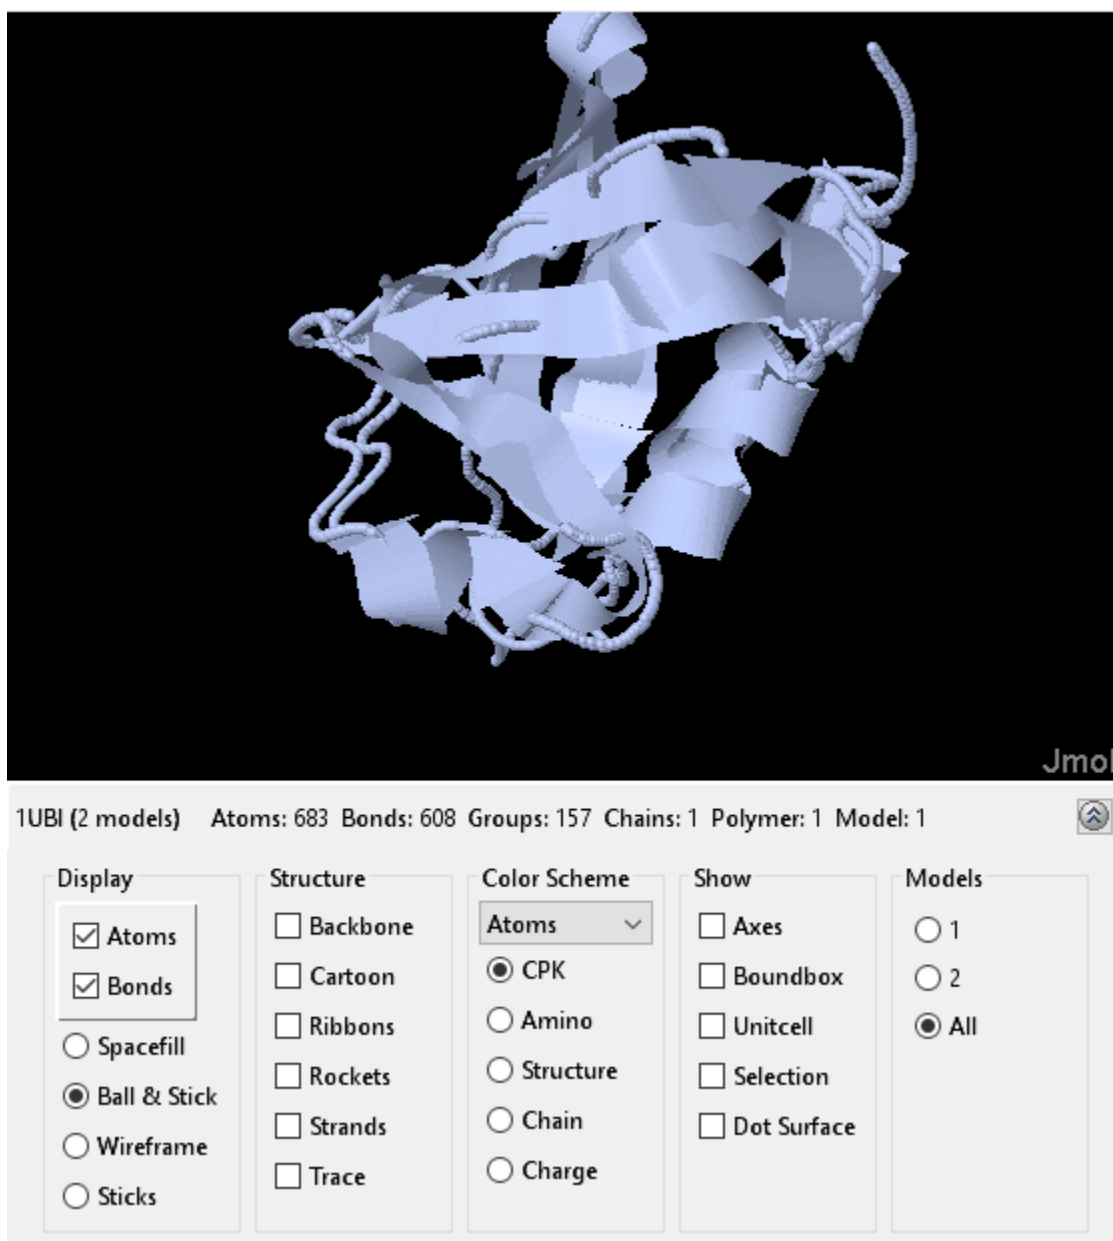 Jmol
1UBI (2 models) Atoms: 683 Bonds: 608 Groups: 157 Chains: 1 Polymer: 1 Model: 1
Display
Atoms
Bonds
Spacefill
Ball & Stick
Wireframe
Sticks
Structure
Backbone
Cartoon
Ribbons
Rockets
Strands
Trace
Color Scheme
Atoms
CPK
Amino
Structure
Chain
Charge
Show
Axes
Boundbox
Unitcell
Selection
Dot Surface
Models
1
2
All